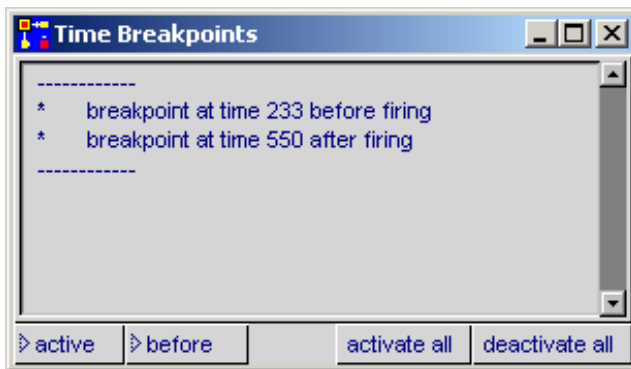 Time Breakpoints
------------
* breakpoint at time 233 before firing
* breakpoint at time 550 after firing
------------
active before activate all deactivate all